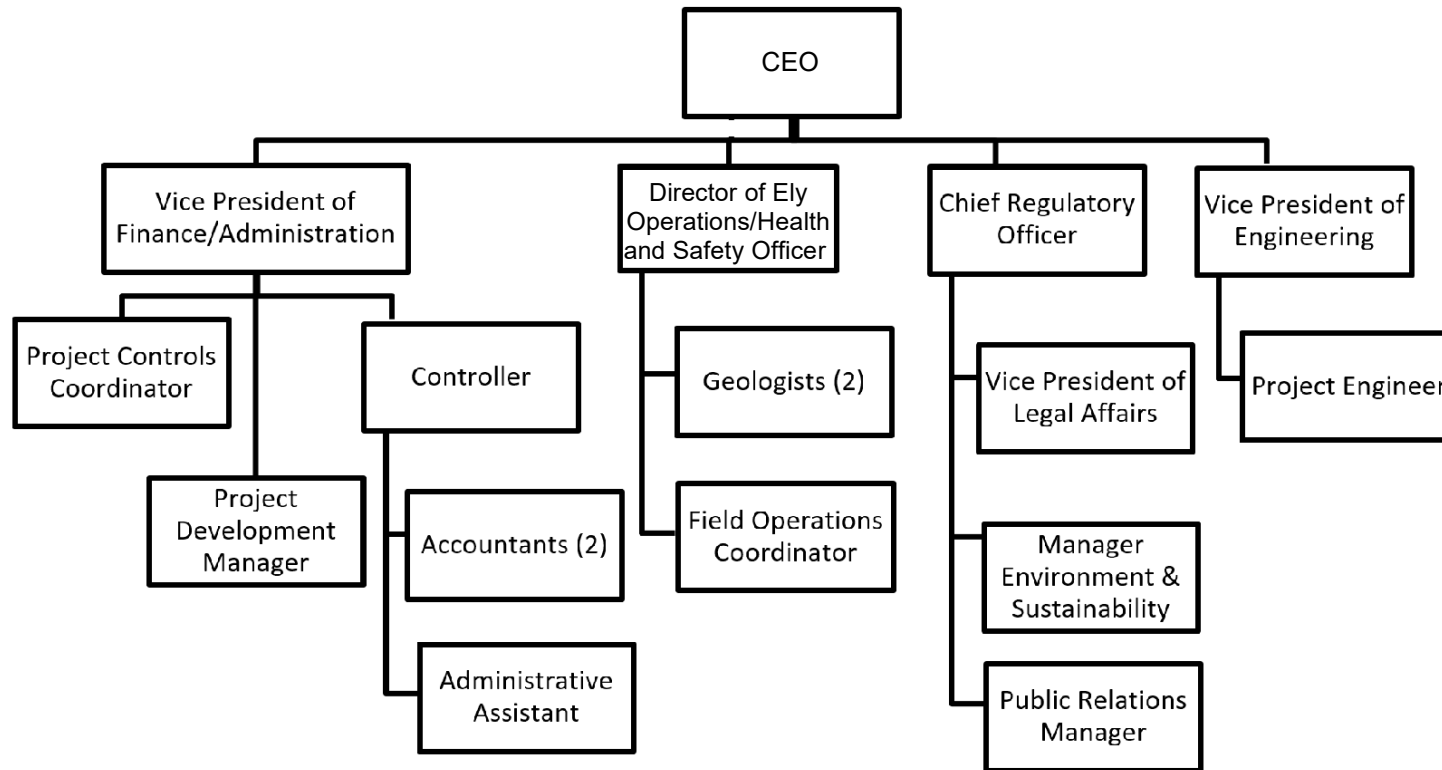 CEO
Vice President of
Finance/Administration
Director of Ely
Operations/Health
and Safety Officer
Chief Regulatory
Officer
Vice President of
Engineering
Project Controls
Coordinator
Controller
Geologists (2)
Vice President of
Legal Affairs
Project Engineer
Project
Development
Manager
Accountants (2)
Field Operations
Coordinator
Manager
Environment &
Sustainability
Administrative
Assistant
Public Relations
Manager